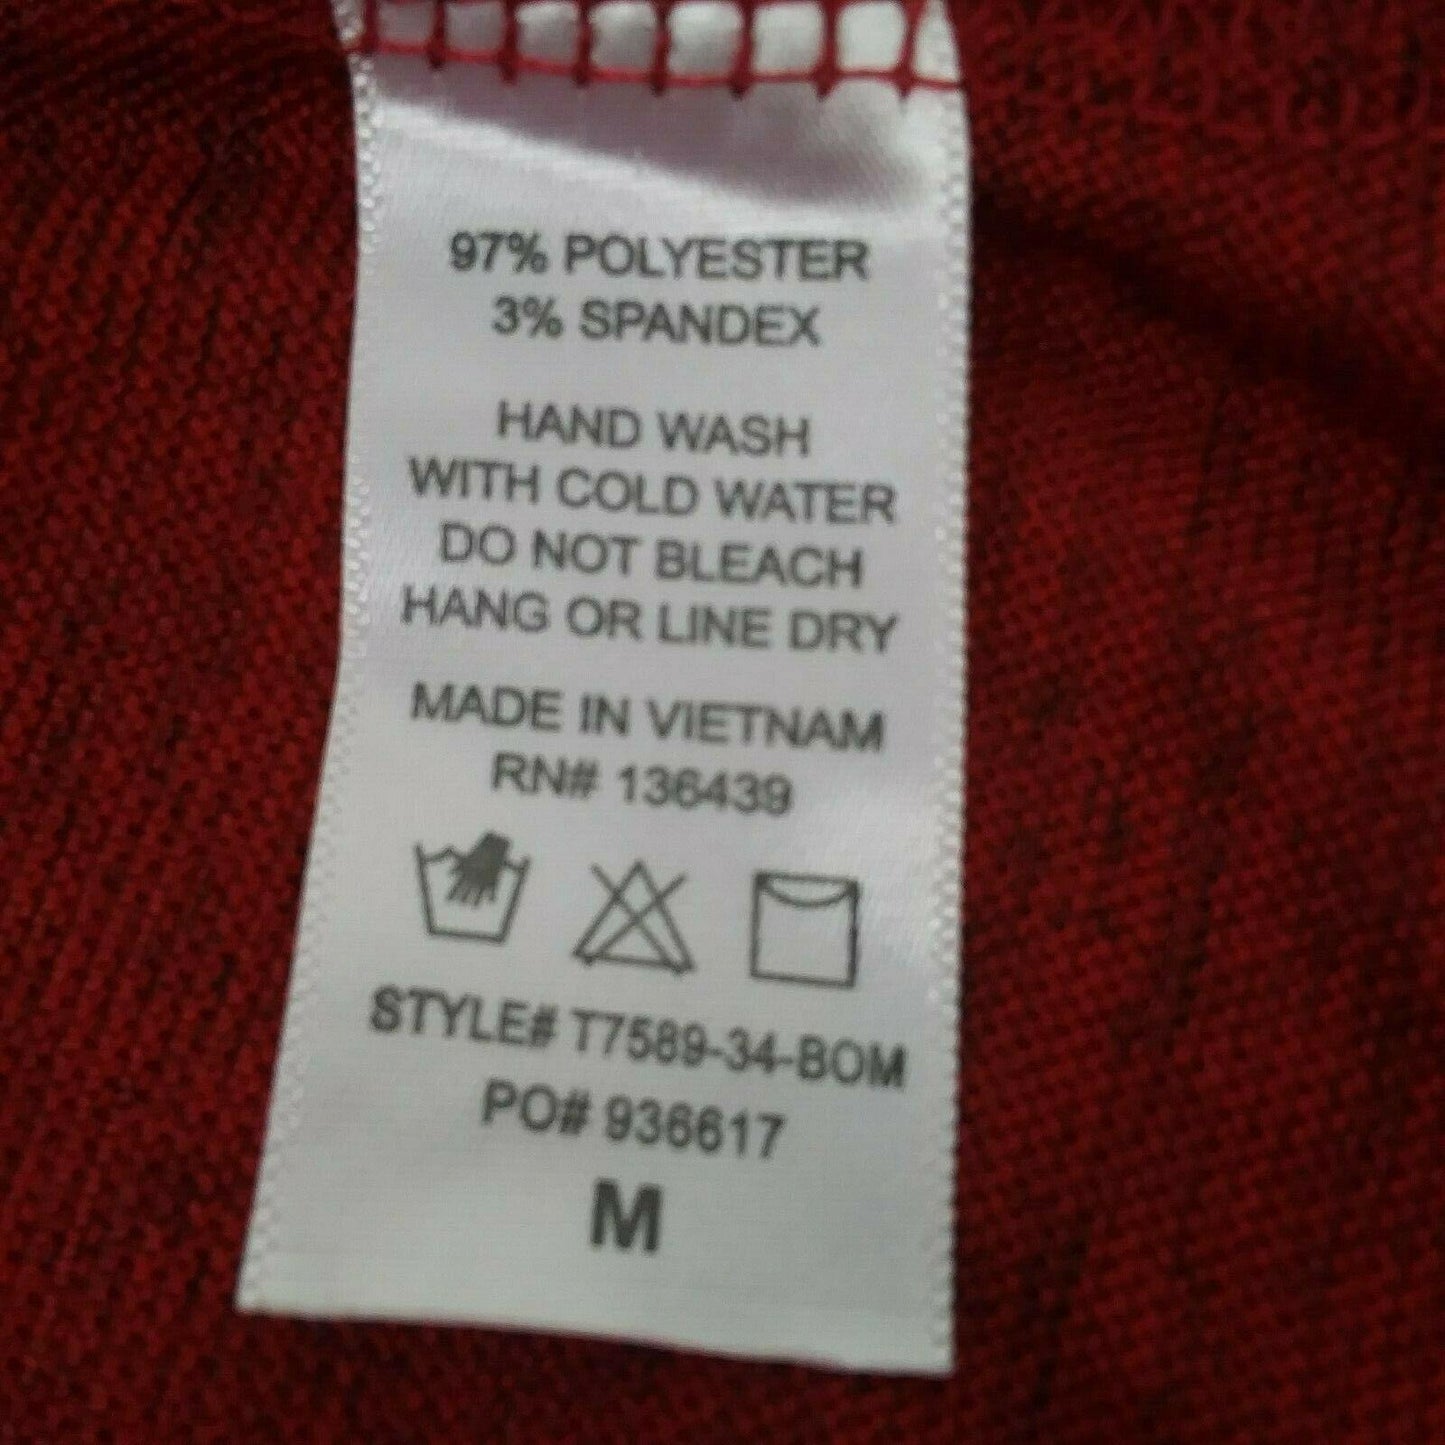 97% POLYESTER
3% SPANDEX
HAND WASH
WITH COLD WATER
DO NOT BLEACH
HANG OR LINE DRY
MADE IN VIETNAM
RN# 136439
STYLE# T7589-34-BOM
PO# 936617
M